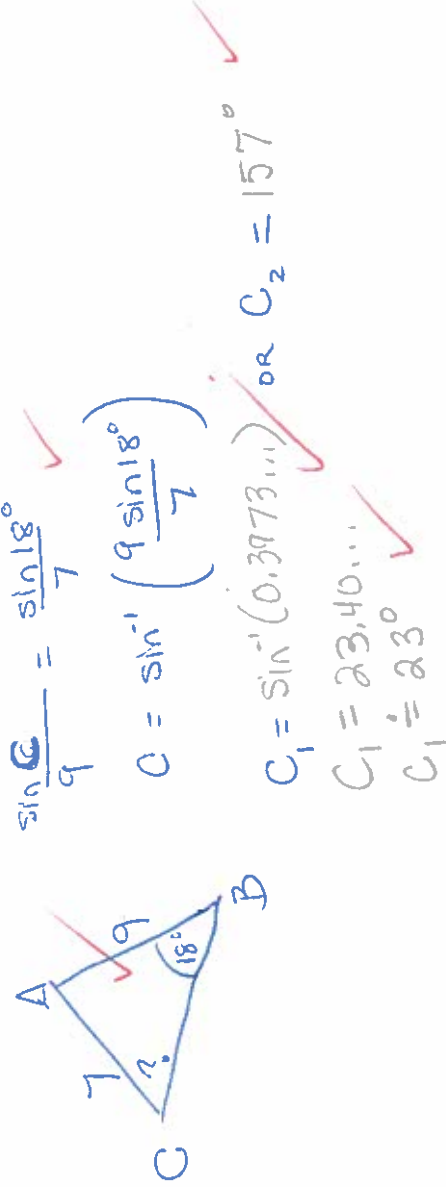 A
7
9
?
18°
C
B
sin C / 9 = sin 18° / 7
C = sin⁻¹ (9 sin 18° / 7)
C₁ = sin⁻¹ (0.3973...) OR C₂ = 157°
C₁ = 23.40...
C₁ ≐ 23°